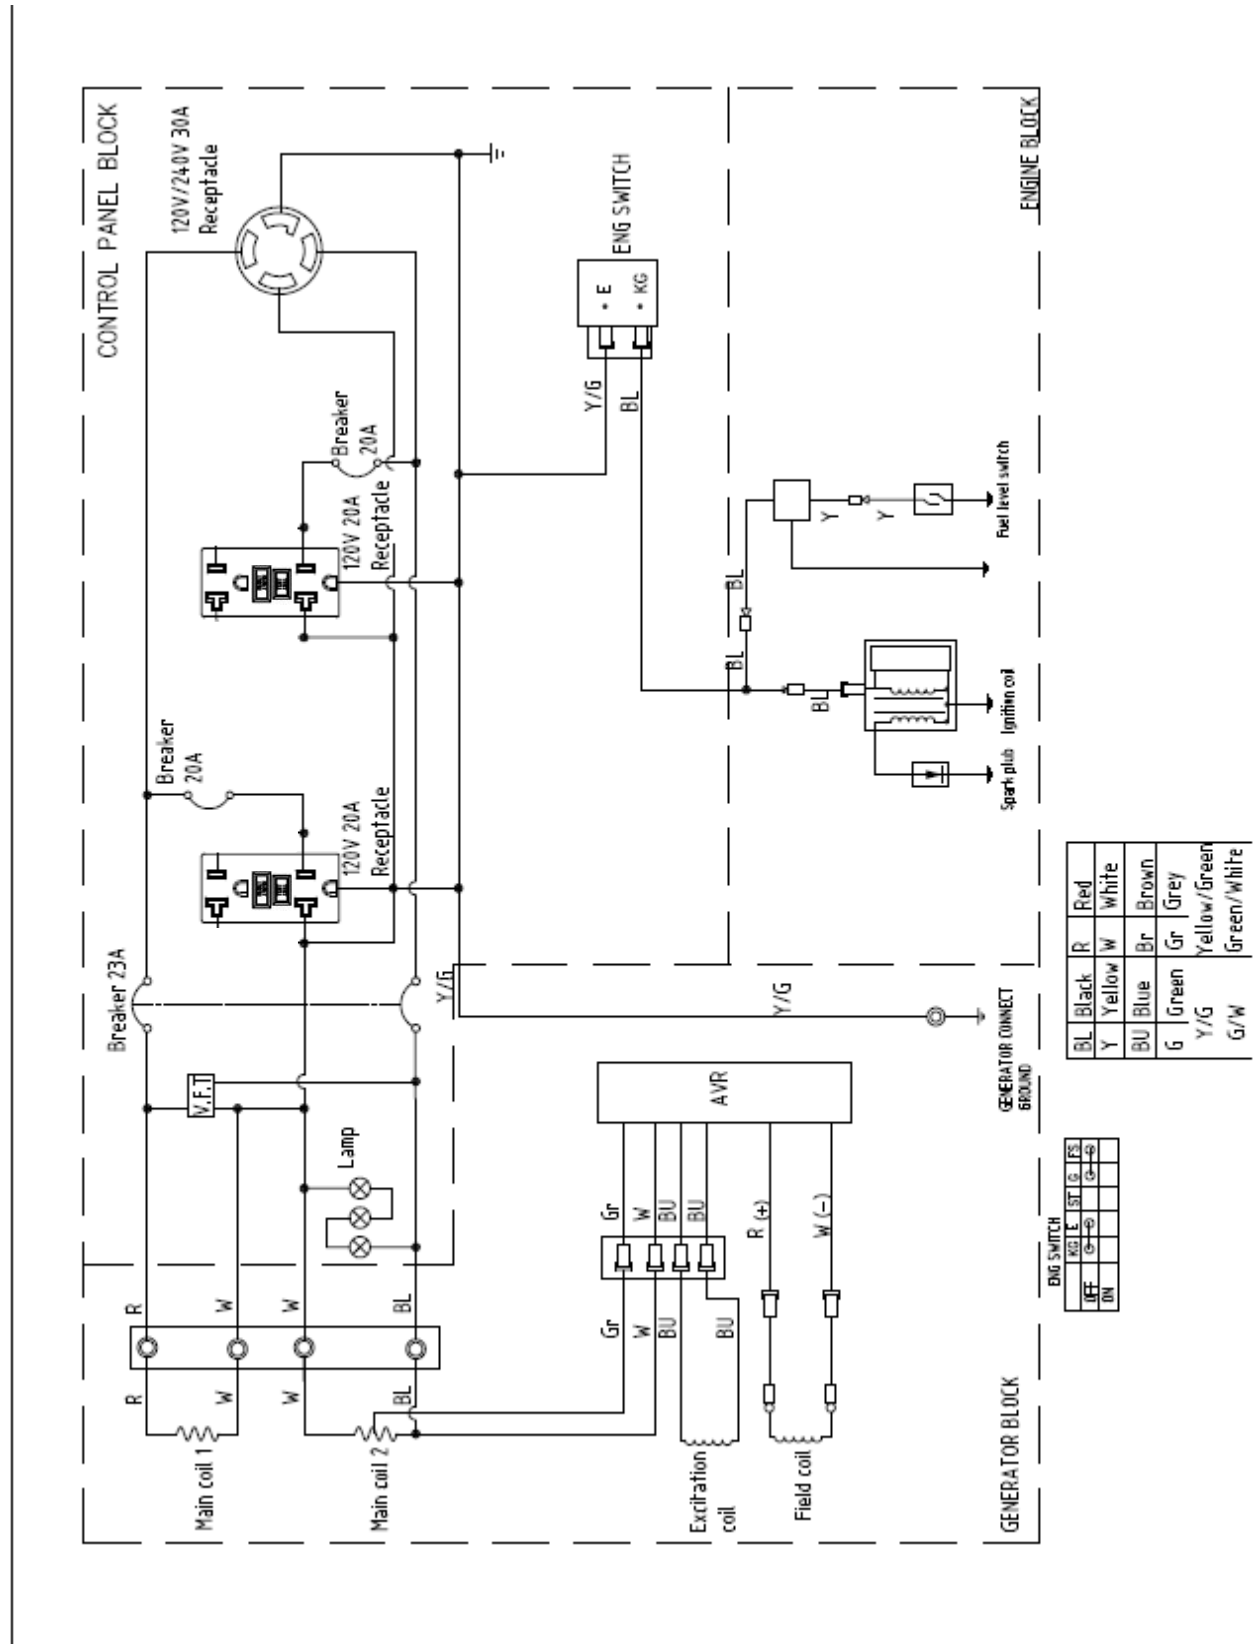 CONTROL PANEL BLOCK
120V/240V 30A
Receptacle
Breaker
20A
120V 20A
Receptacle
Breaker
20A
120V 20A
Receptacle
Breaker 23A
V.F.T
Lamp
Y/G
R
W
W
BL
R
W
W
BL
Main coil 1
Main coil 2
ENG SWITCH
E
KG
Y/G
BL
ENGINE BLOCK
BL
BL
BL
Y
Y
Fuel level switch
Ignition coil
Spark plub
Y/G
GENERATOR CONNECT
GROUND
AVR
Gr
W
BU
BU
R (+)
W (-)
Gr
W
BU
BU
Excitation
coil
Field coil
GENERATOR BLOCK
ENG SWITCH
KG E ST G FS
OFF
ON
BL Black R Red
Y Yellow W White
BU Blue Br Brown
G Green Gr Grey
Y/G Yellow/Green
G/W Green/White